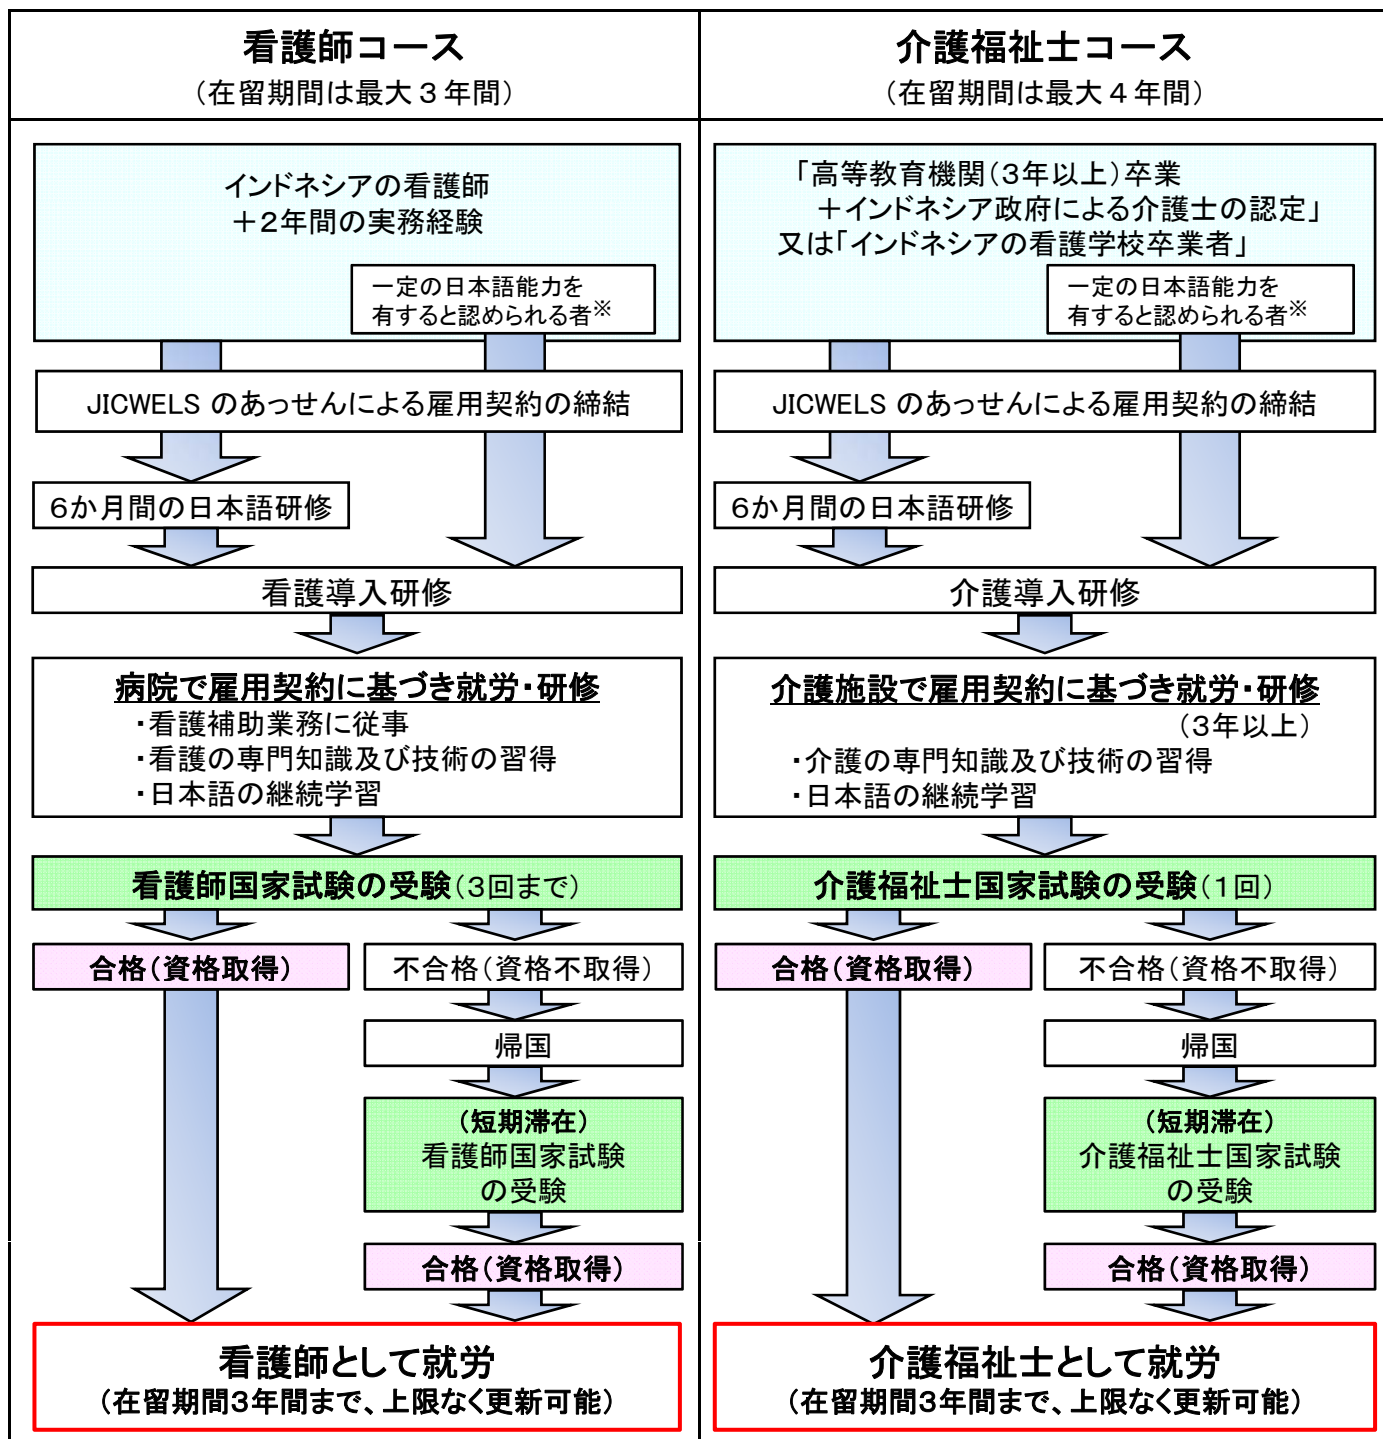 看護師コース
（在留期間は最大３年間）
インドネシアの看護師
＋２年間の実務経験
一定の日本語能力を
有すると認められる者※
JICWELS のあっせんによる雇用契約の締結
６か月間の日本語研修
看護導入研修
病院で雇用契約に基づき就労・研修
・看護補助業務に従事
・看護の専門知識及び技術の習得
・日本語の継続学習
看護師国家試験の受験（３回まで）
合格（資格取得）
不合格（資格不取得）
帰国
（短期滞在）
看護師国家試験
の受験
合格（資格取得）
看護師として就労
（在留期間３年間まで、上限なく更新可能）
介護福祉士コース
（在留期間は最大４年間）
「高等教育機関（３年以上）卒業
＋インドネシア政府による介護士の認定」
又は「インドネシアの看護学校卒業者」
一定の日本語能力を
有すると認められる者※
JICWELS のあっせんによる雇用契約の締結
６か月間の日本語研修
介護導入研修
介護施設で雇用契約に基づき就労・研修
（３年以上）
・介護の専門知識及び技術の習得
・日本語の継続学習
介護福祉士国家試験の受験（１回）
合格（資格取得）
不合格（資格不取得）
帰国
（短期滞在）
介護福祉士国家試験
の受験
合格（資格取得）
介護福祉士として就労
（在留期間３年間まで、上限なく更新可能）